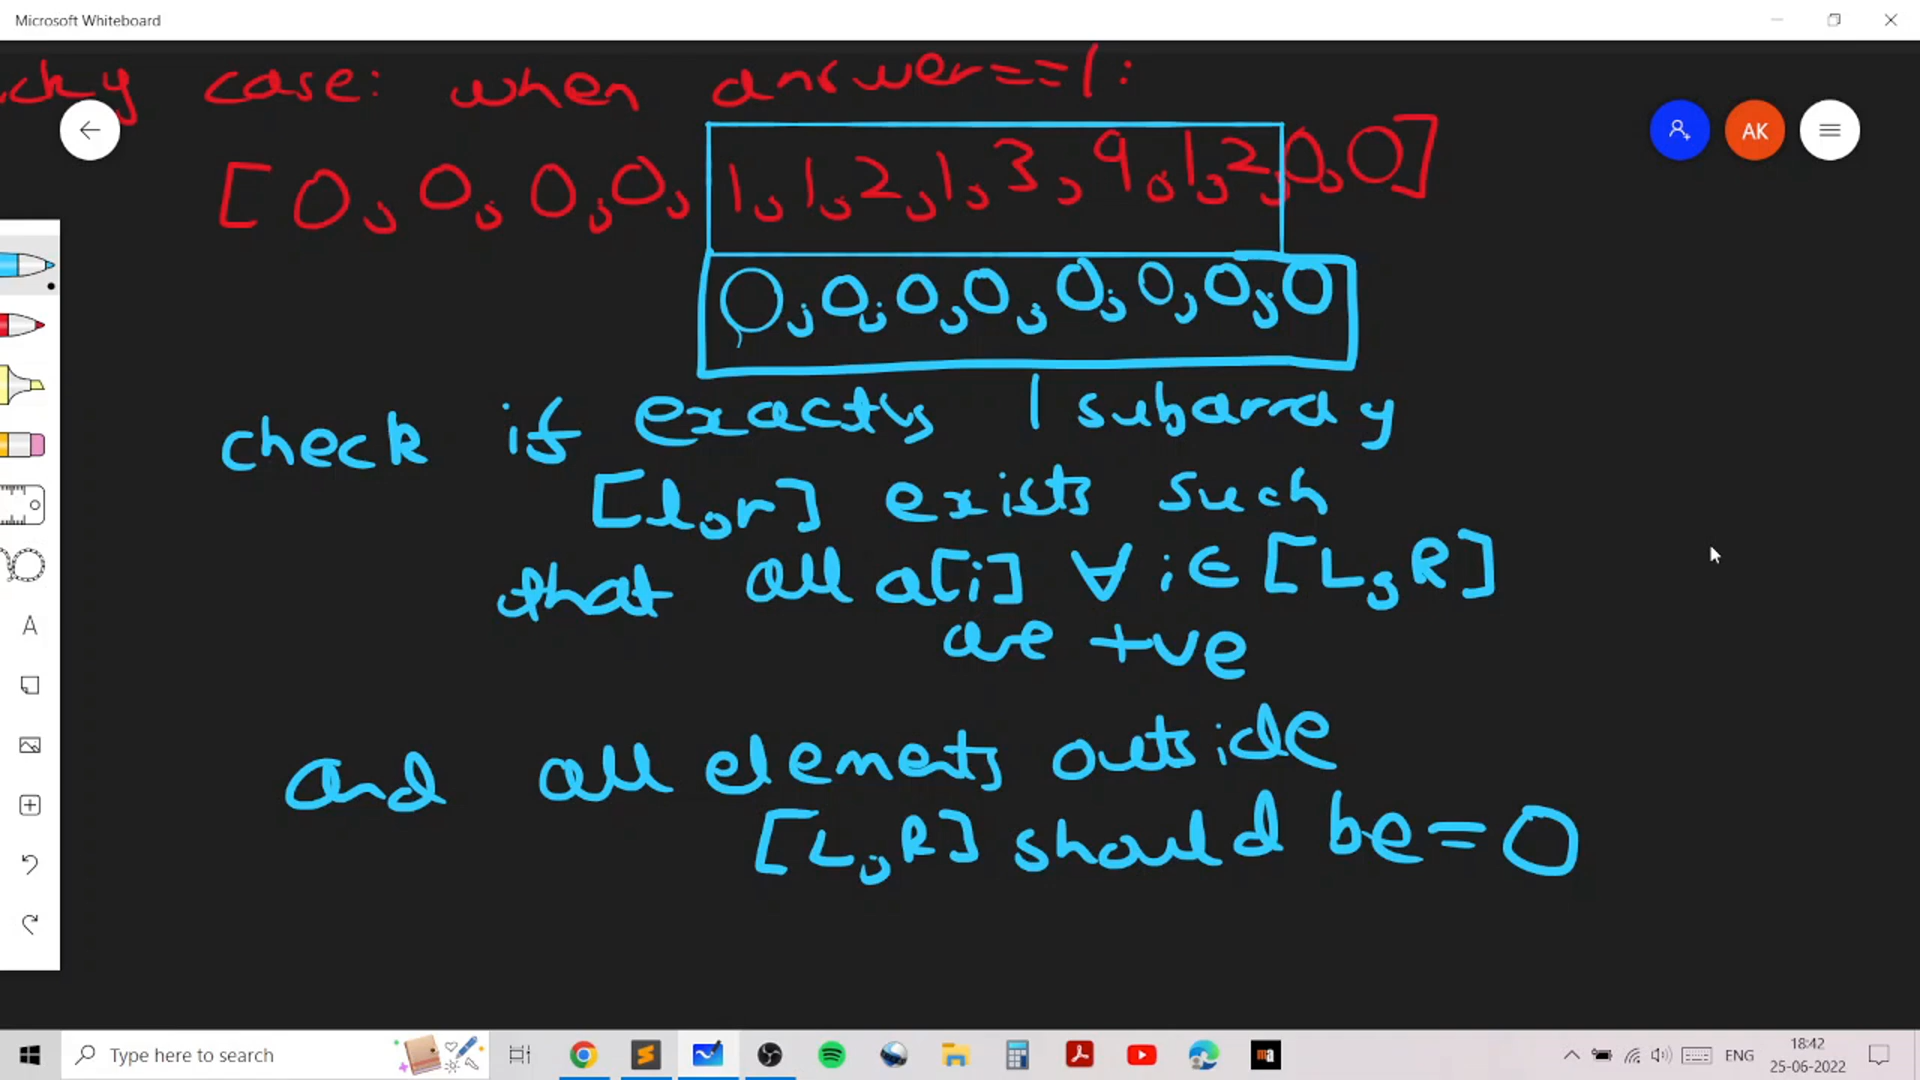 Microsoft Whiteboard
cky case: when answer==1:
[0, 0, 0, 0, 1, 1, 2, 1, 3, 9, 1, 2, 0, 0]
0, 0, 0, 0, 0, 0, 0, 0
check if exactly 1 subarray
[l, r] exists such
that all a[i] ∀ i ∈ [L, R]
are +ve
and all elements outside
[L, R] should be = 0
AK
A
Type here to search
ma
ENG
18:42
25-06-2022